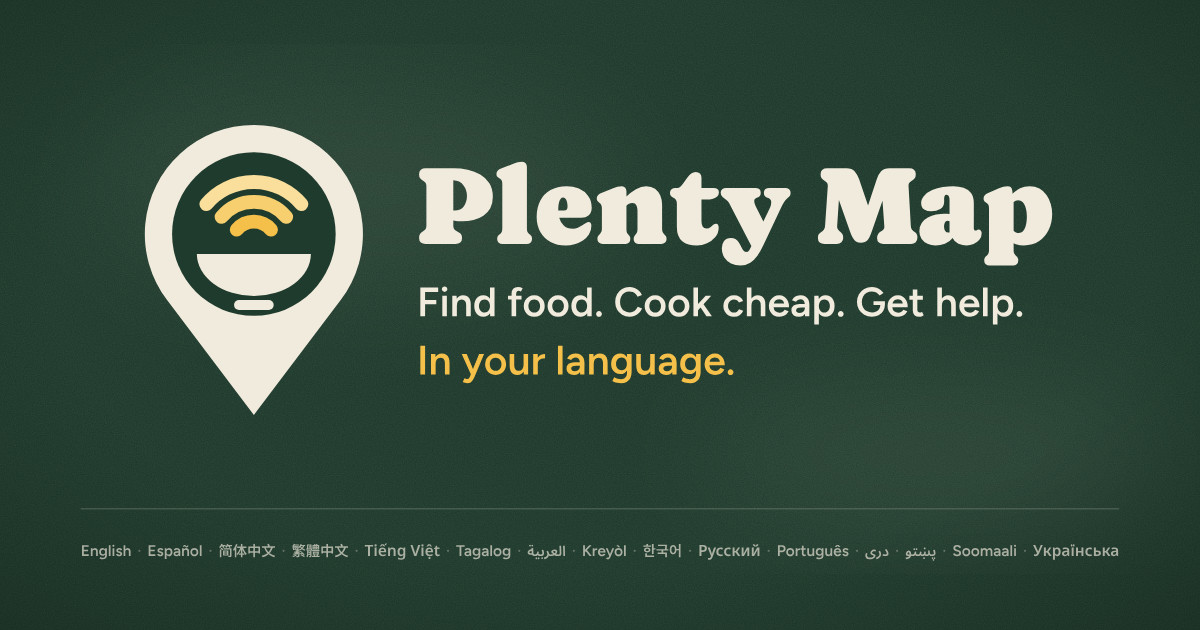 Plenty Map
Find food. Cook cheap. Get help.
In your language.
English · Español · 简体中文 · 繁體中文 · Tiếng Việt · Tagalog · العربية · Kreyòl · 한국어 · Русский · Português · دری · پښتو · Soomaali · Українська